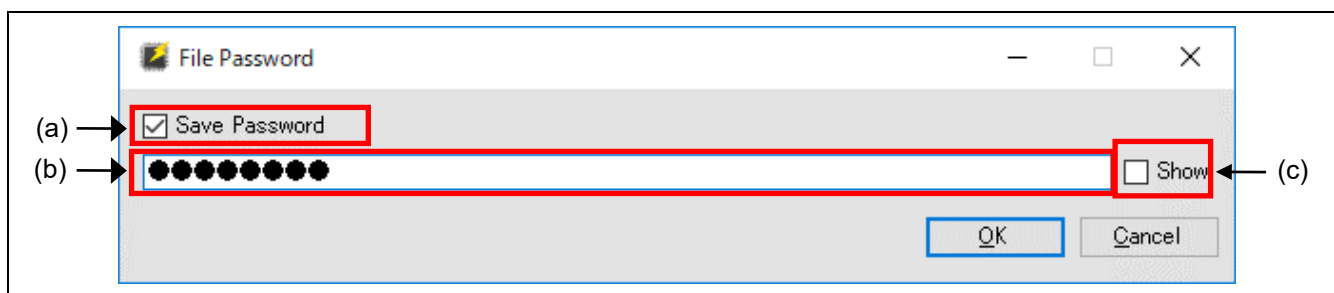 File Password
(a) Save Password
(b) ●●●●●●●● Show (c)
OK Cancel